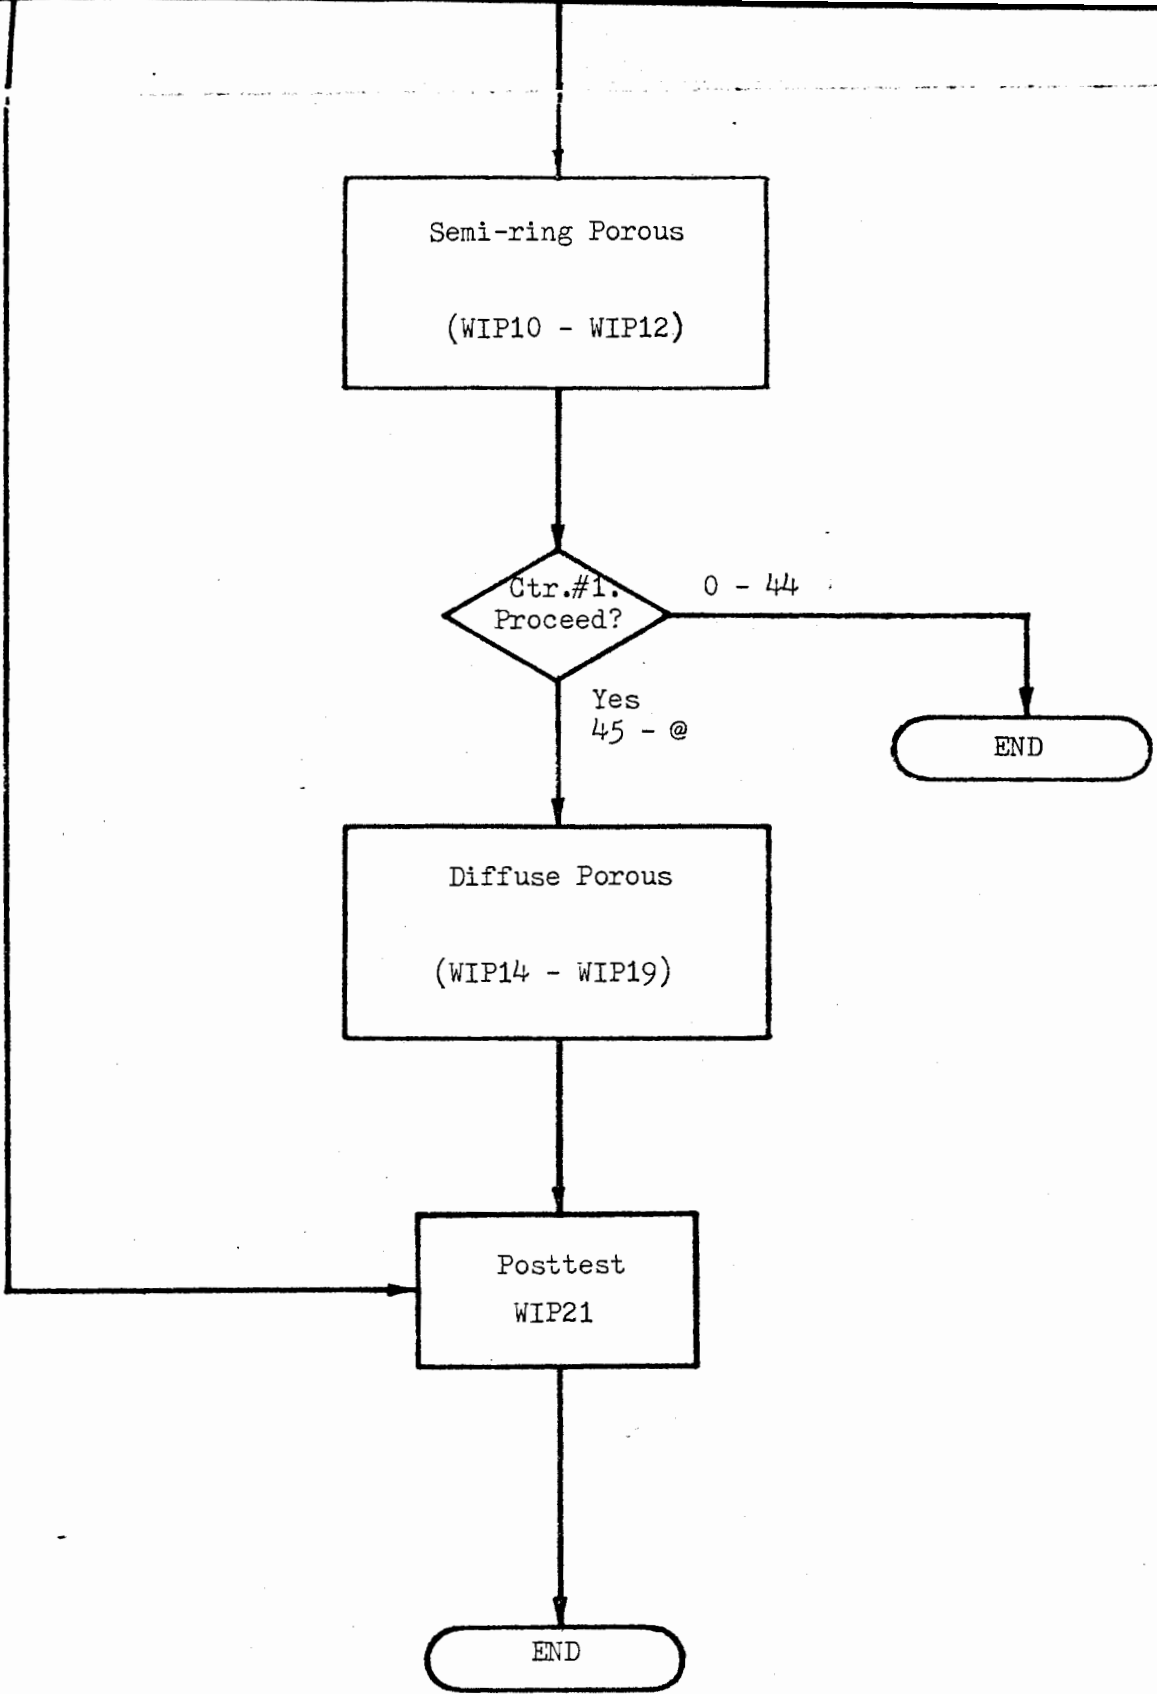 Semi-ring Porous
(WIP10 - WIP12)
Ctr.#1.
Proceed?
0 - 44
Yes
45 - @
END
Diffuse Porous
(WIP14 - WIP19)
Posttest
WIP21
END